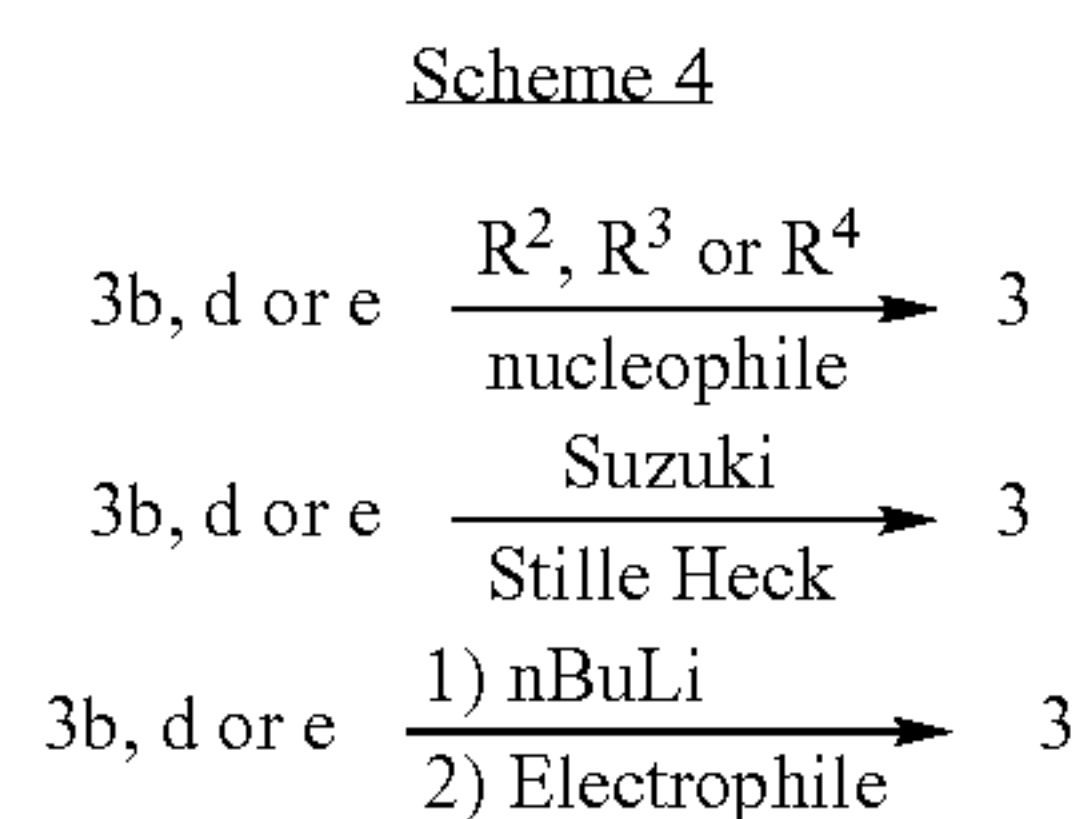 Scheme 4
R², R³ or R⁴
3b, d or e 3
nucleophile
Suzuki
3b, d or e 3
Stille Heck
1) nBuLi
3b, d or e 3
2) Electrophile